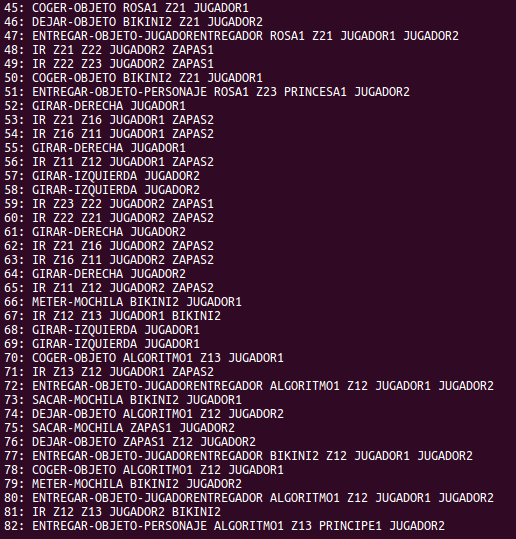 45: COGER-OBJETO ROSA1 Z21 JUGADOR1
46: DEJAR-OBJETO BIKINI2 Z21 JUGADOR2
47: ENTREGAR-OBJETO-JUGADORENTREGADOR ROSA1 Z21 JUGADOR1 JUGADOR2
48: IR Z21 Z22 JUGADOR2 ZAPAS1
49: IR Z22 Z23 JUGADOR2 ZAPAS1
50: COGER-OBJETO BIKINI2 Z21 JUGADOR1
51: ENTREGAR-OBJETO-PERSONAJE ROSA1 Z23 PRINCESA1 JUGADOR2
52: GIRAR-DERECHA JUGADOR1
53: IR Z21 Z16 JUGADOR1 ZAPAS2
54: IR Z16 Z11 JUGADOR1 ZAPAS2
55: GIRAR-DERECHA JUGADOR1
56: IR Z11 Z12 JUGADOR1 ZAPAS2
57: GIRAR-IZQUIERDA JUGADOR2
58: GIRAR-IZQUIERDA JUGADOR2
59: IR Z23 Z22 JUGADOR2 ZAPAS1
60: IR Z22 Z21 JUGADOR2 ZAPAS2
61: GIRAR-DERECHA JUGADOR2
62: IR Z21 Z16 JUGADOR2 ZAPAS2
63: IR Z16 Z11 JUGADOR2 ZAPAS2
64: GIRAR-DERECHA JUGADOR2
65: IR Z11 Z12 JUGADOR2 ZAPAS2
66: METER-MOCHILA BIKINI2 JUGADOR1
67: IR Z12 Z13 JUGADOR1 BIKINI2
68: GIRAR-IZQUIERDA JUGADOR1
69: GIRAR-IZQUIERDA JUGADOR1
70: COGER-OBJETO ALGORITMO1 Z13 JUGADOR1
71: IR Z13 Z12 JUGADOR1 ZAPAS2
72: ENTREGAR-OBJETO-JUGADORENTREGADOR ALGORITMO1 Z12 JUGADOR1 JUGADOR2
73: SACAR-MOCHILA BIKINI2 JUGADOR1
74: DEJAR-OBJETO ALGORITMO1 Z12 JUGADOR2
75: SACAR-MOCHILA ZAPAS1 JUGADOR2
76: DEJAR-OBJETO ZAPAS1 Z12 JUGADOR2
77: ENTREGAR-OBJETO-JUGADORENTREGADOR BIKINI2 Z12 JUGADOR1 JUGADOR2
78: COGER-OBJETO ALGORITMO1 Z12 JUGADOR1
79: METER-MOCHILA BIKINI2 JUGADOR2
80: ENTREGAR-OBJETO-JUGADORENTREGADOR ALGORITMO1 Z12 JUGADOR1 JUGADOR2
81: IR Z12 Z13 JUGADOR2 BIKINI2
82: ENTREGAR-OBJETO-PERSONAJE ALGORITMO1 Z13 PRINCIPE1 JUGADOR2